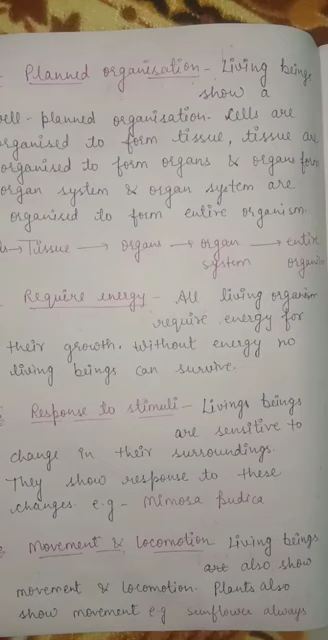 Planned organisation - Living beings
show a
well-planned organisation. Cells are
organised to form tissue, tissue are
organised to form organs & organs form
organ system & organ system are
organised to form entire organism.
→ Tissue → organs → organ → entire
system organism
Require energy - All living organism
require energy for
their growth. Without energy no
living beings can survive.
Response to stimuli - Livings beings
are sensitive to
change in their surroundings.
They show response to these
changes. e.g - Mimosa Pudica
Movement & locomotion Living beings
also show
movement & locomotion. Plants also
show movement e.g sunflower always